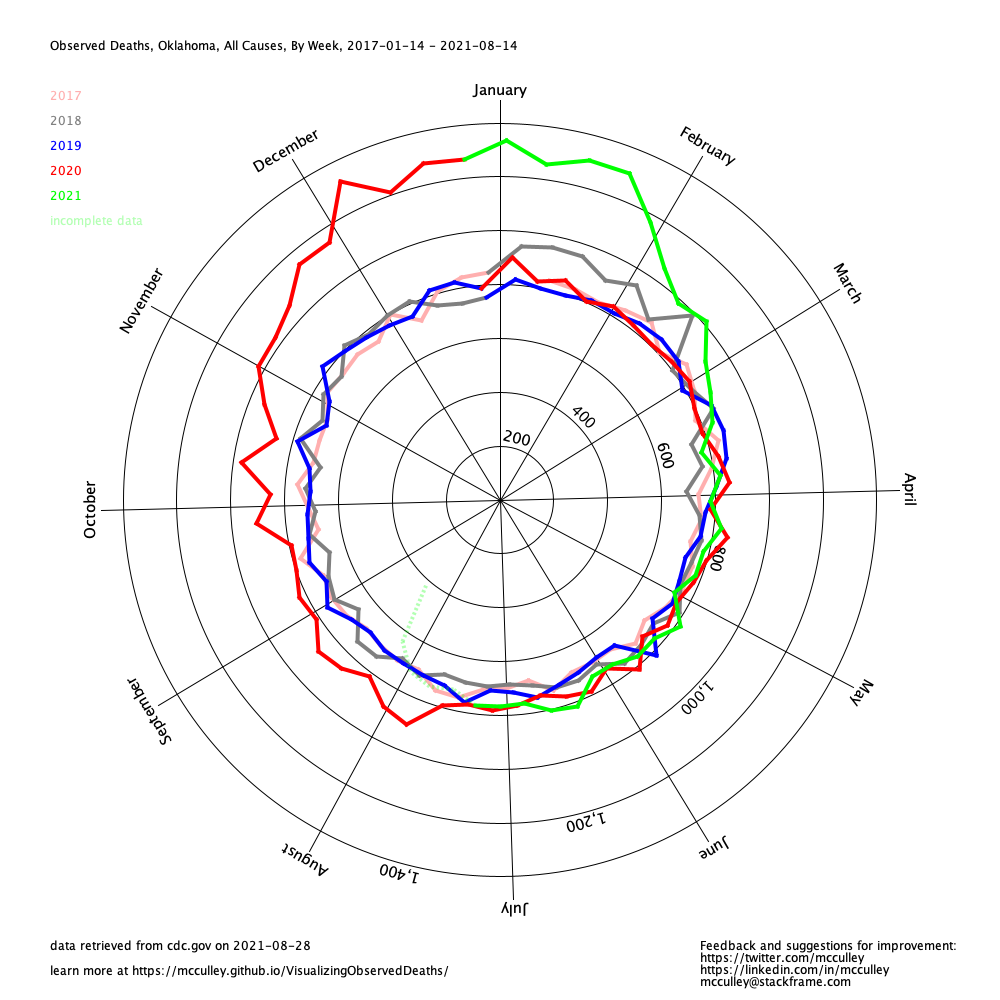 Observed Deaths, Oklahoma, All Causes, By Week, 2017-01-14 - 2021-08-14
2017
2018
2019
2020
2021
incomplete data
January
February
March
April
May
June
July
August
September
October
November
December
200
400
600
800
1,000
1,200
1,400
data retrieved from cdc.gov on 2021-08-28
learn more at https://mcculley.github.io/VisualizingObservedDeaths/
Feedback and suggestions for improvement:
https://twitter.com/mcculley
https://linkedin.com/in/mcculley
mcculley@stackframe.com